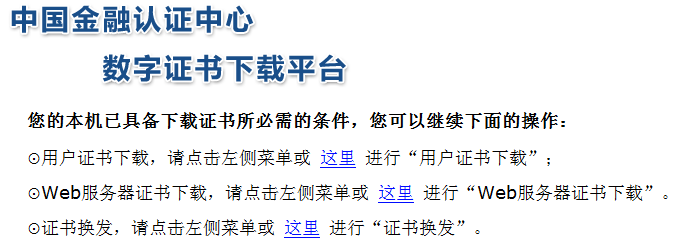 中国金融认证中心
数字证书下载平台
您的本机已具备下载证书所必需的条件，您可以继续下面的操作：
⊙用户证书下载，请点击左侧菜单或 这里 进行“用户证书下载”；
⊙Web服务器证书下载，请点击左侧菜单或 这里 进行“Web服务器证书下载”。
⊙证书换发，请点击左侧菜单或 这里 进行“证书换发”。